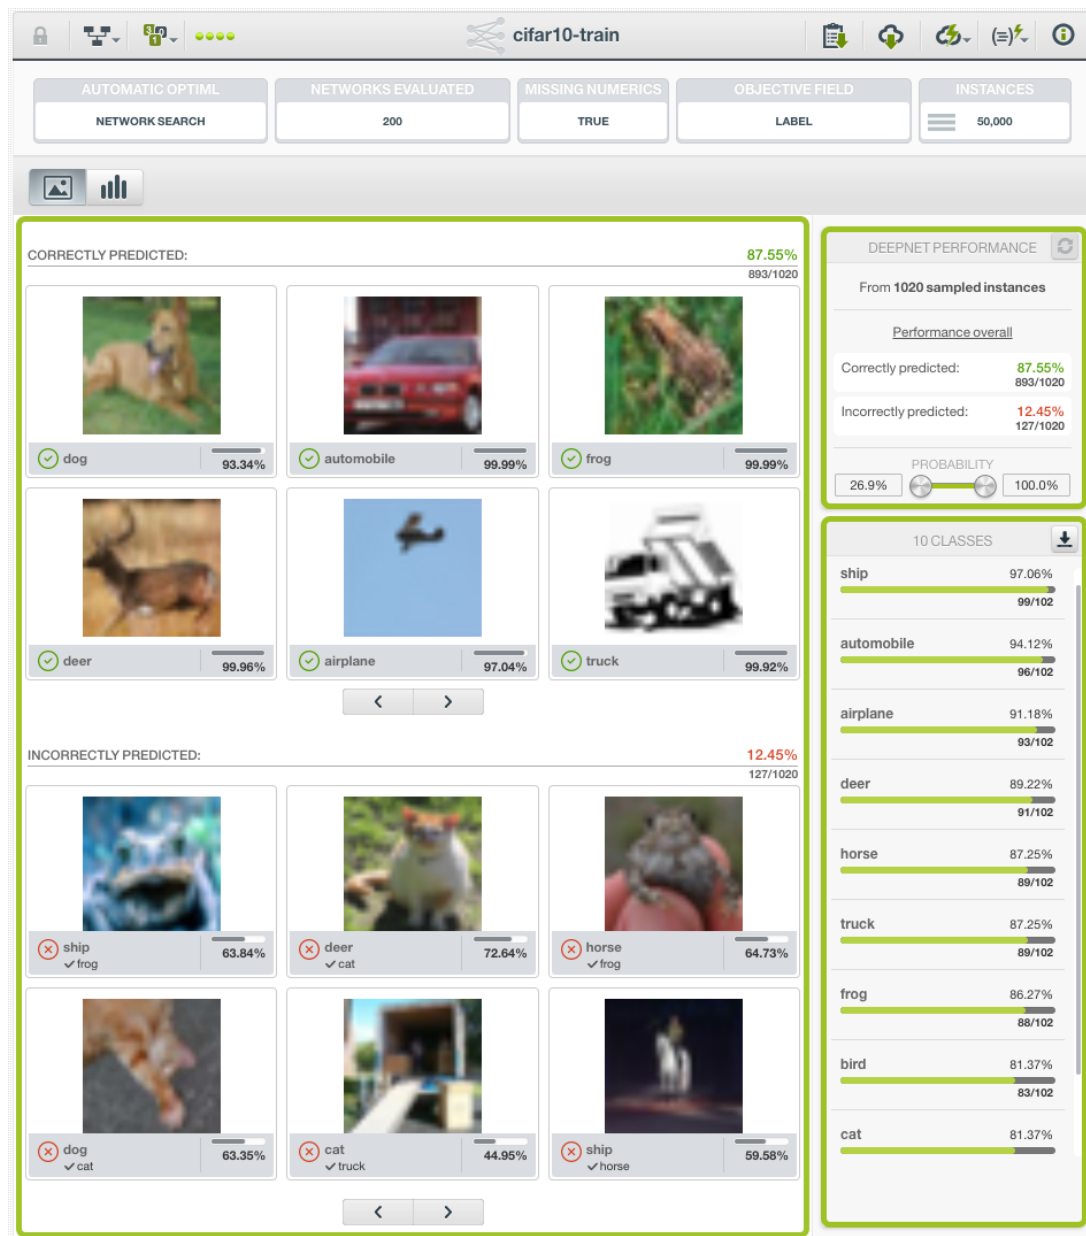 cifar10-train
AUTOMATIC OPTIML
NETWORKS EVALUATED
MISSING NUMERICS
OBJECTIVE FIELD
INSTANCES
NETWORK SEARCH
200
TRUE
LABEL
50,000
CORRECTLY PREDICTED:
87.55%
893/1020
dog
93.34%
automobile
99.99%
frog
99.99%
deer
99.96%
airplane
97.04%
truck
99.92%
INCORRECTLY PREDICTED:
12.45%
127/1020
ship
frog
63.84%
deer
cat
72.64%
horse
frog
64.73%
dog
cat
63.35%
cat
truck
44.95%
ship
horse
59.58%
DEEPNET PERFORMANCE
From 1020 sampled instances
Performance overall
Correctly predicted:
87.55%
893/1020
Incorrectly predicted:
12.45%
127/1020
PROBABILITY
26.9%
100.0%
10 CLASSES
ship 97.06%
99/102
automobile 94.12%
96/102
airplane 91.18%
93/102
deer 89.22%
91/102
horse 87.25%
89/102
truck 87.25%
89/102
frog 86.27%
88/102
bird 81.37%
83/102
cat 81.37%